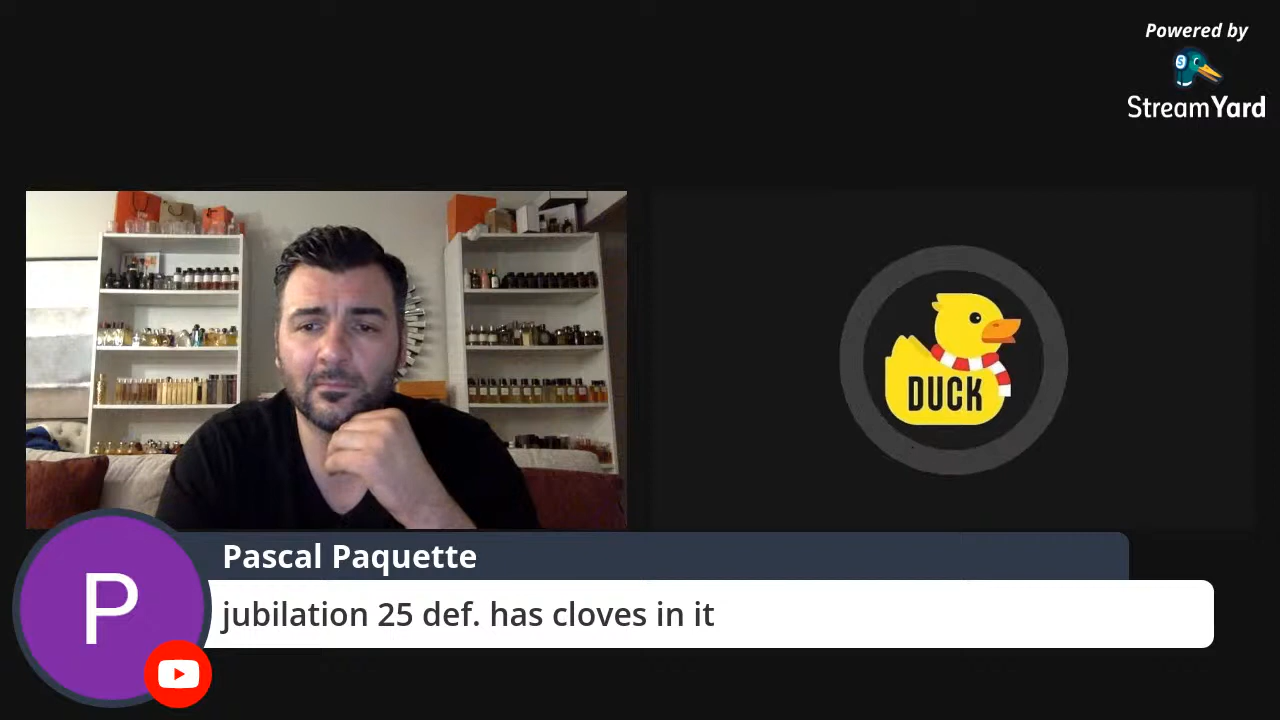 Powered by
StreamYard
DUCK
Pascal Paquette
jubilation 25 def. has cloves in it
P